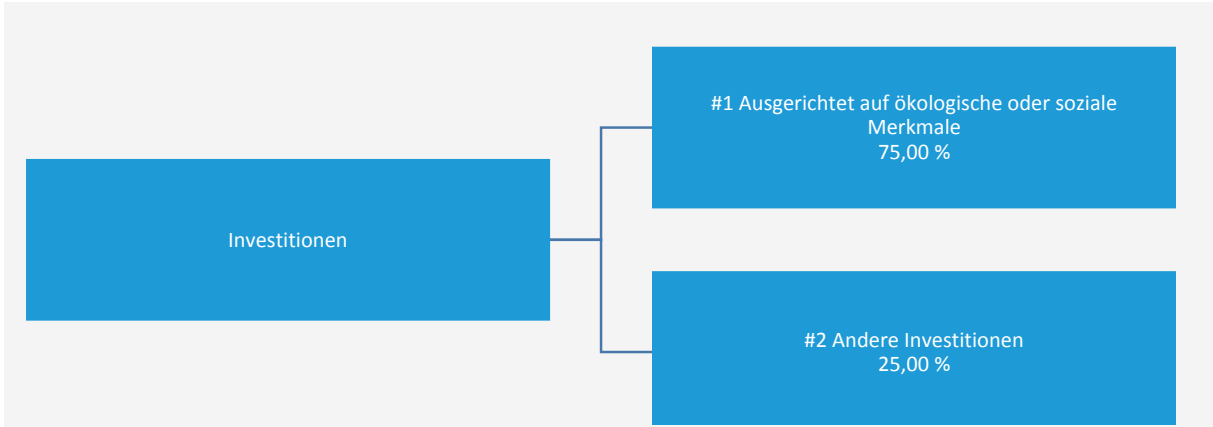 #1 Ausgerichtet auf ökologische oder soziale
Merkmale
75,00 %
Investitionen
#2 Andere Investitionen
25,00 %